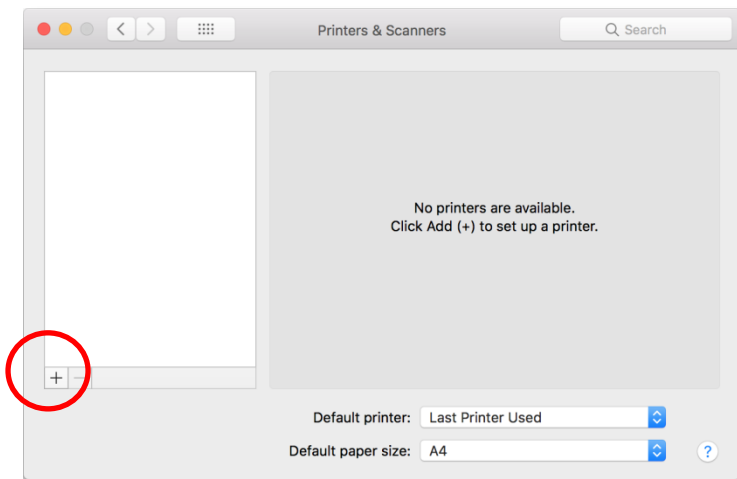 Printers & Scanners
Search
No printers are available.
Click Add (+) to set up a printer.
+ −
Default printer: Last Printer Used
Default paper size: A4 ?